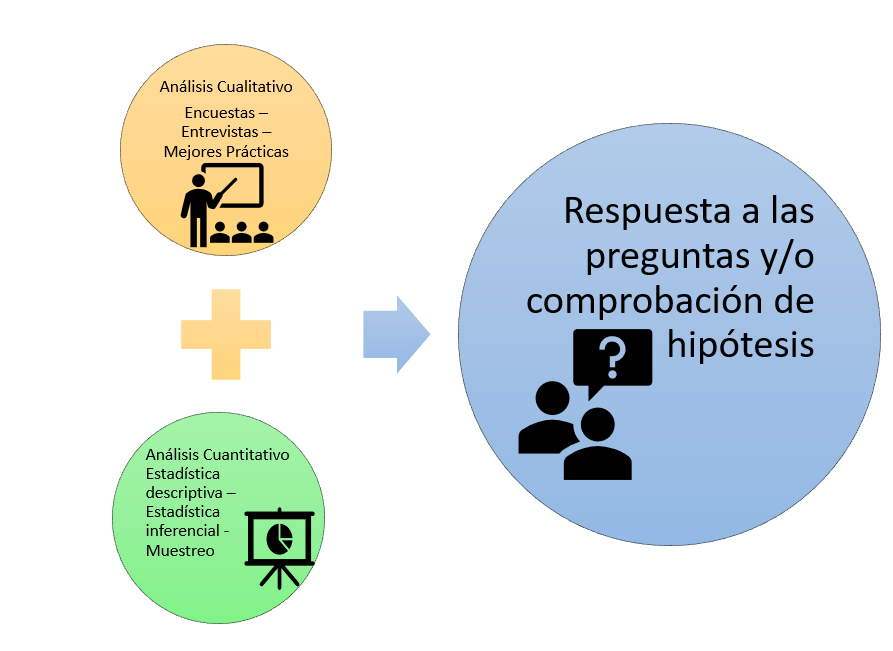 Análisis Cualitativo
Encuestas –
Entrevistas –
Mejores Prácticas
Análisis Cuantitativo
Estadística
descriptiva –
Estadística
inferencial -
Muestreo
Respuesta a las
preguntas y/o
comprobación de
hipótesis
?